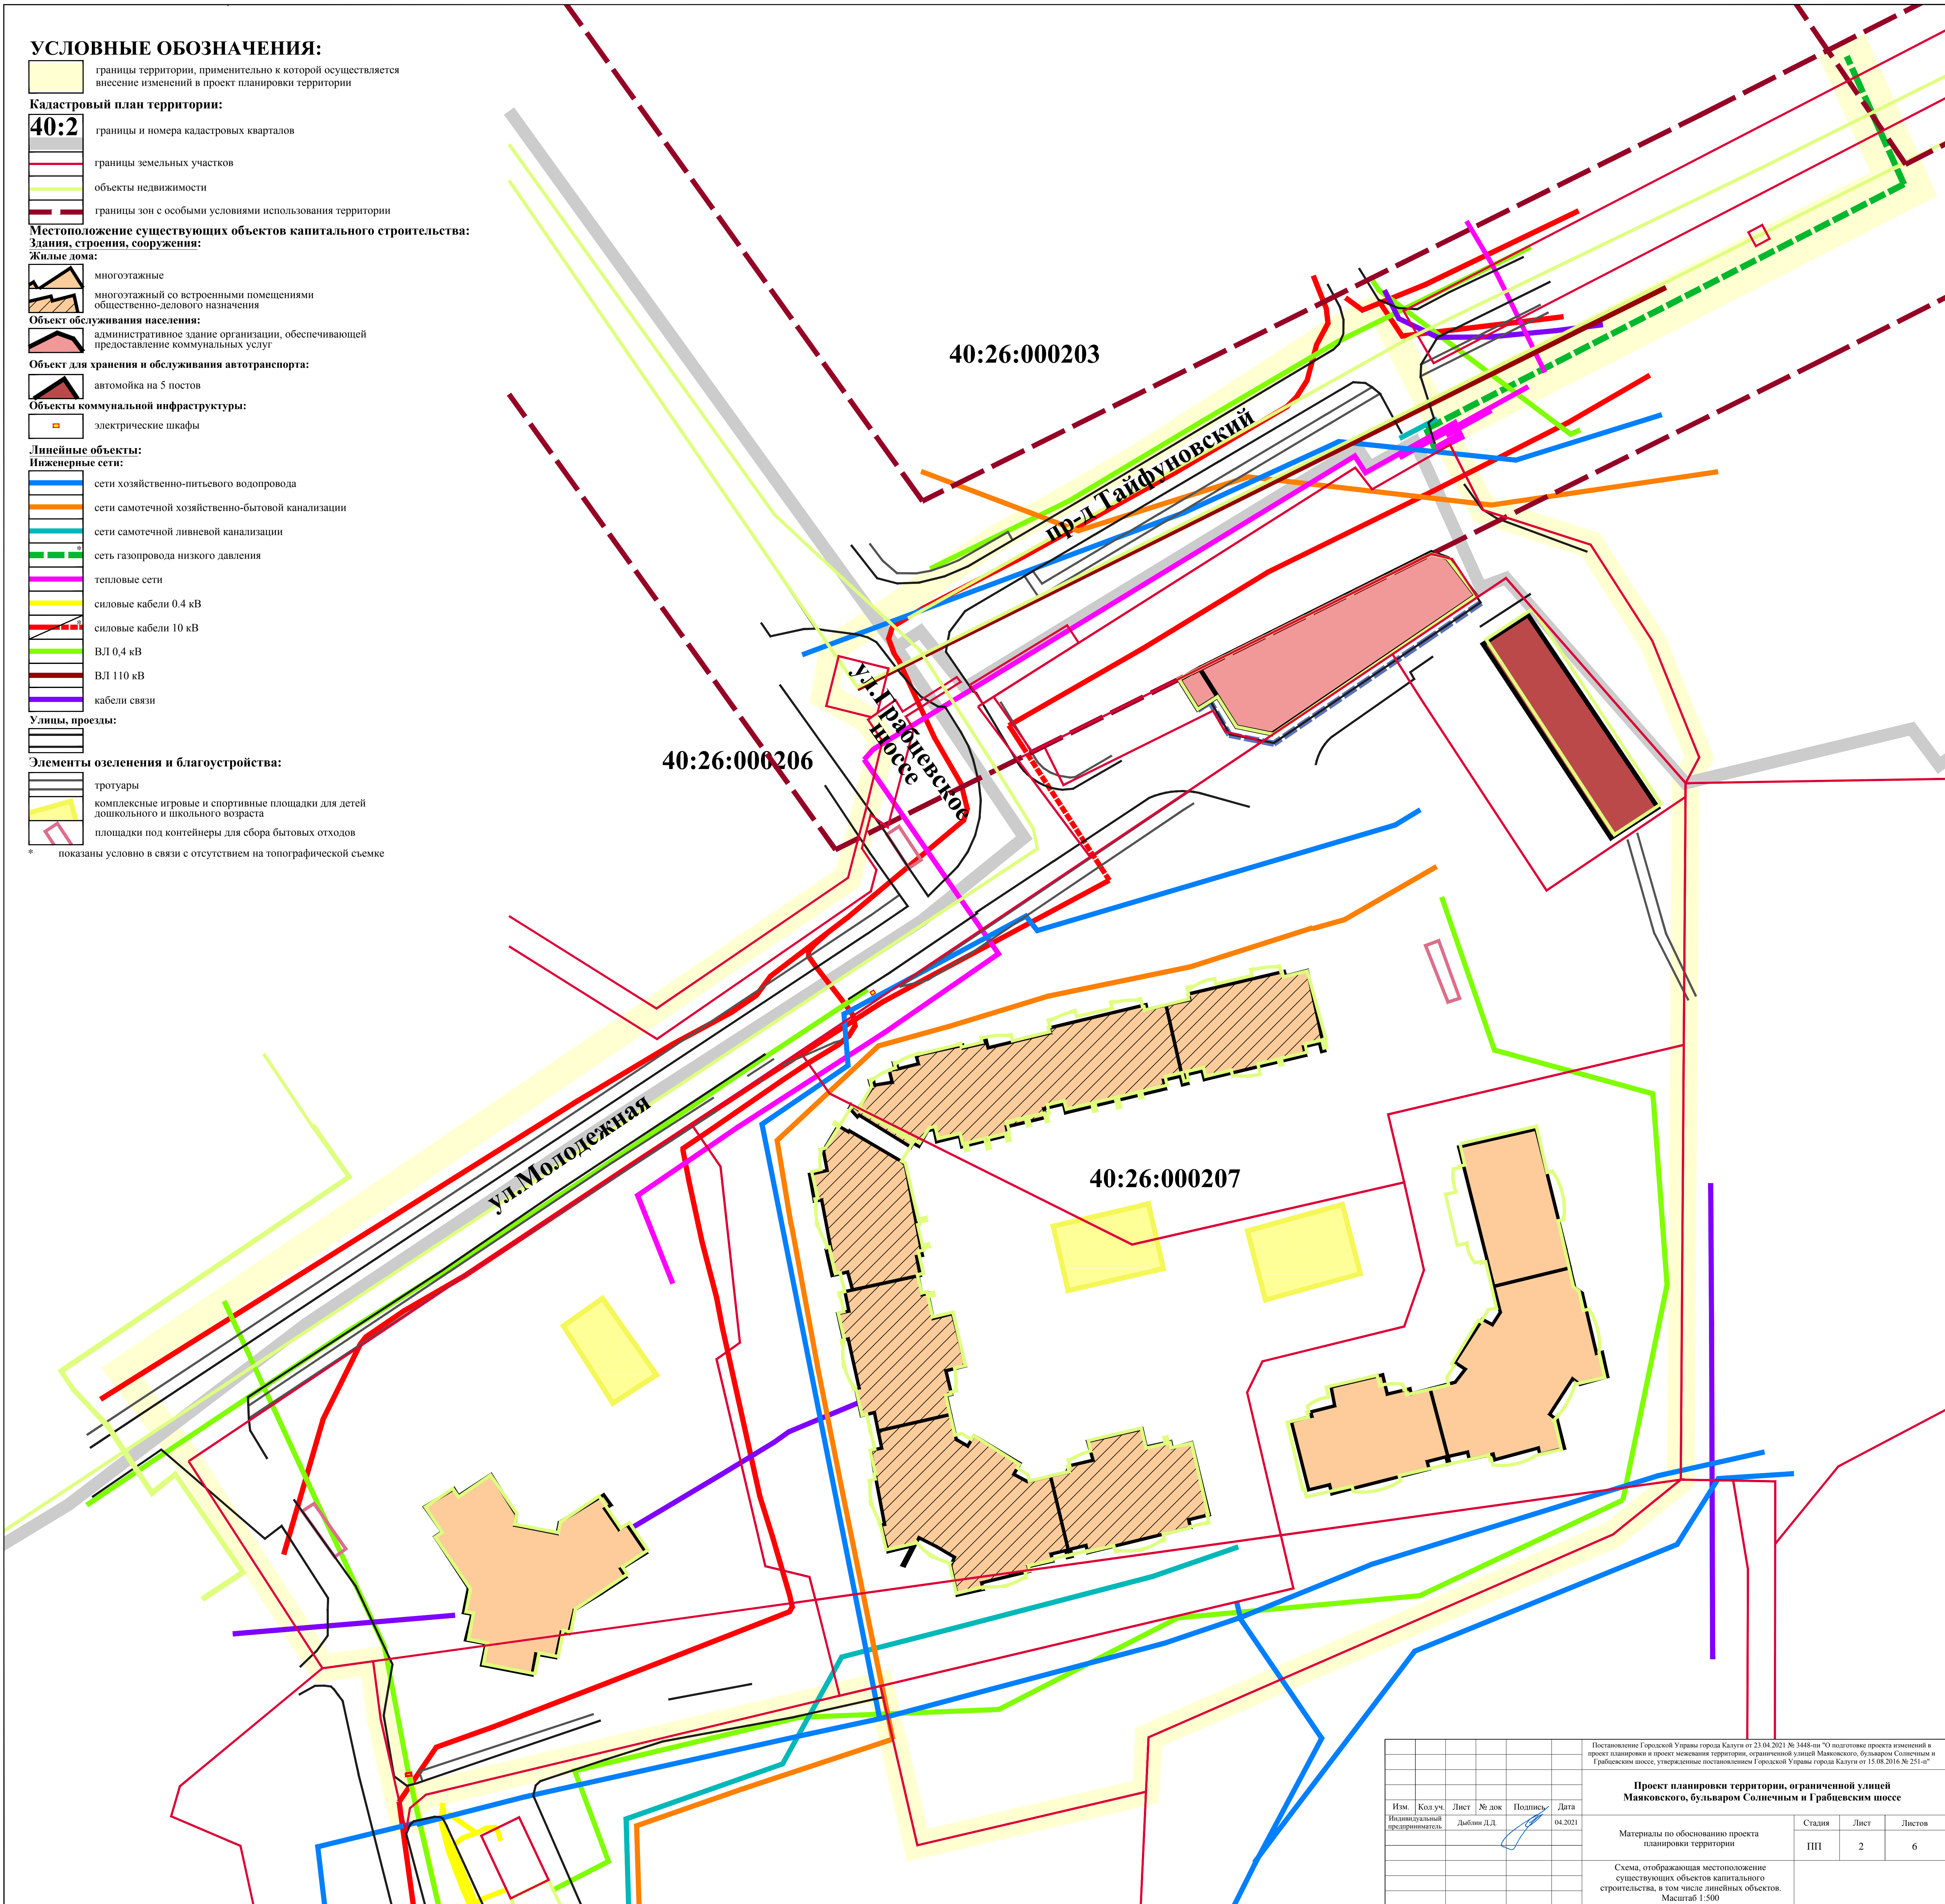 УСЛОВНЫЕ ОБОЗНАЧЕНИЯ:
границы территории, применительно к которой осуществляется
внесение изменений в проект планировки территории
Кадастровый план территории:
40:2
границы и номера кадастровых кварталов
границы земельных участков
объекты недвижимости
границы зон с особыми условиями использования территории
Местоположение существующих объектов капитального строительства:
Здания, строения, сооружения:
Жилые дома:
многоэтажные
многоэтажный со встроенными помещениями
общественно-делового назначения
Объект обслуживания населения:
административное здание организации, обеспечивающей
предоставление коммунальных услуг
Объект для хранения и обслуживания автотранспорта:
автомойка на 5 постов
Объекты коммунальной инфраструктуры:
электрические шкафы
Линейные объекты:
Инженерные сети:
сети хозяйственно-питьевого водопровода
сети самотечной хозяйственно-бытовой канализации
сети самотечной ливневой канализации
*
сеть газопровода низкого давления
тепловые сети
силовые кабели 0.4 кВ
*
силовые кабели 10 кВ
ВЛ 0,4 кВ
ВЛ 110 кВ
кабели связи
Улицы, проезды:
Элементы озеленения и благоустройства:
тротуары
комплексные игровые и спортивные площадки для детей
дошкольного и школьного возраста
площадки под контейнеры для сбора бытовых отходов
* показаны условно в связи с отсутствием на топографической съемке
40:26:000203
пр-д Тайфуновский
40:26:000206
ул.Грабцевское
шоссе
ул.Молодежная
40:26:000207
Постановление Городской Управы города Калуги от 23.04.2021 № 3448-пи "О подготовке проекта изменений в
проект планировки и проект межевания территории, ограниченной улицей Маяковского, бульваром Солнечным и
Грабцевским шоссе, утвержденные постановлением Городской Управы города Калуги от 15.08.2016 № 251-п"
Проект планировки территории, ограниченной улицей
Маяковского, бульваром Солнечным и Грабцевским шоссе
Изм. Кол.уч. Лист № док Подпись Дата
Индивидуальный
предприниматель
Дыблин Д.Д.
04.2021
Материалы по обоснованию проекта
планировки территории
Стадия Лист Листов
ПП 2 6
Схема, отображающая местоположение
существующих объектов капитального
строительства, в том числе линейных объектов.
Масштаб 1:500